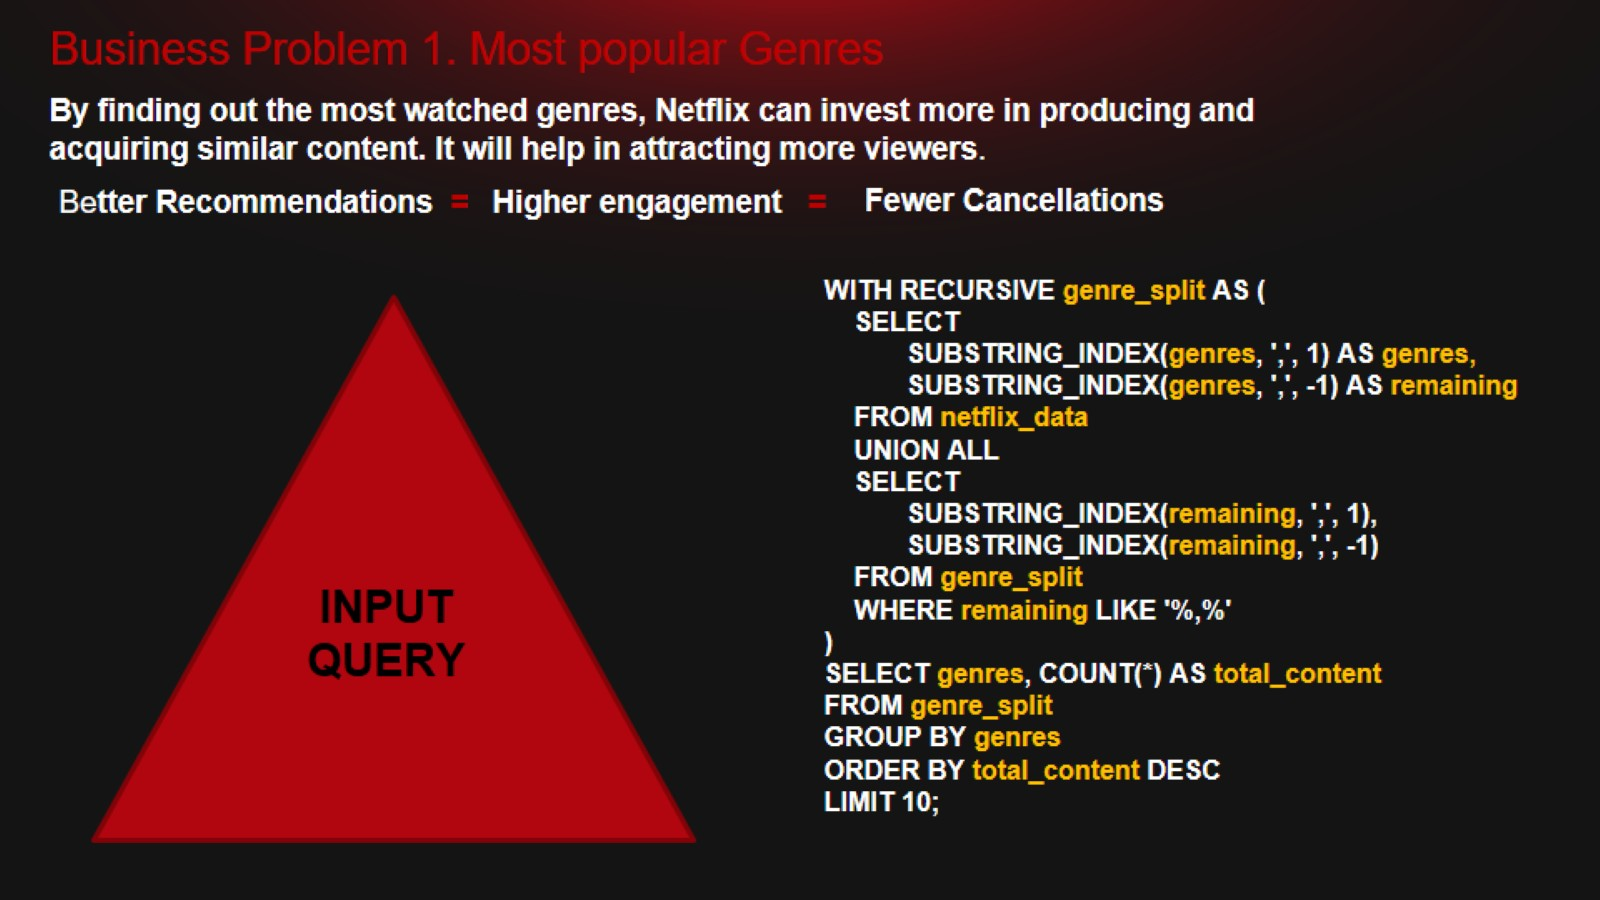 Business Problem 1. Most popular Genres
By finding out the most watched genres, Netflix can invest more in producing and
acquiring similar content. It will help in attracting more viewers.
Better Recommendations = Higher engagement = Fewer Cancellations
INPUT
QUERY
WITH RECURSIVE genre_split AS (
SELECT
SUBSTRING_INDEX(genres, ',', 1) AS genres,
SUBSTRING_INDEX(genres, ',', -1) AS remaining
FROM netflix_data
UNION ALL
SELECT
SUBSTRING_INDEX(remaining, ',', 1),
SUBSTRING_INDEX(remaining, ',', -1)
FROM genre_split
WHERE remaining LIKE '%,%'
)
SELECT genres, COUNT(*) AS total_content
FROM genre_split
GROUP BY genres
ORDER BY total_content DESC
LIMIT 10;